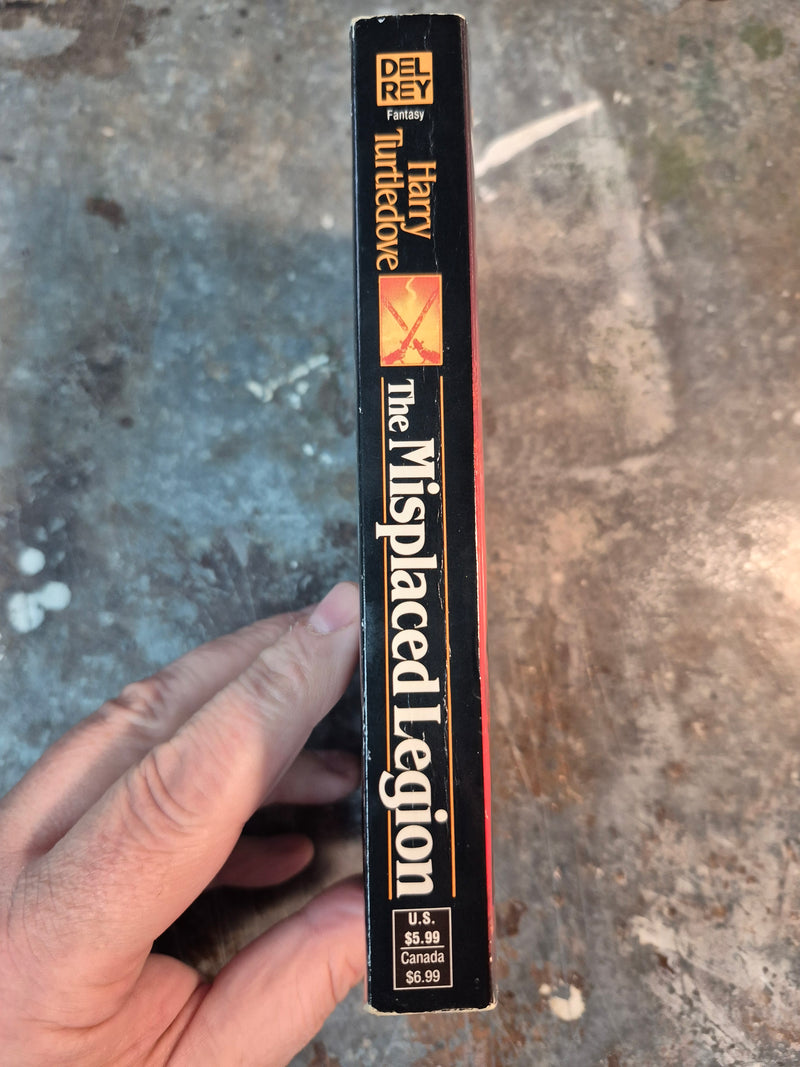 DEL
REY
Fantasy
Harry
Turtledove
The Misplaced Legion
U.S.
$5.99
Canada
$6.99